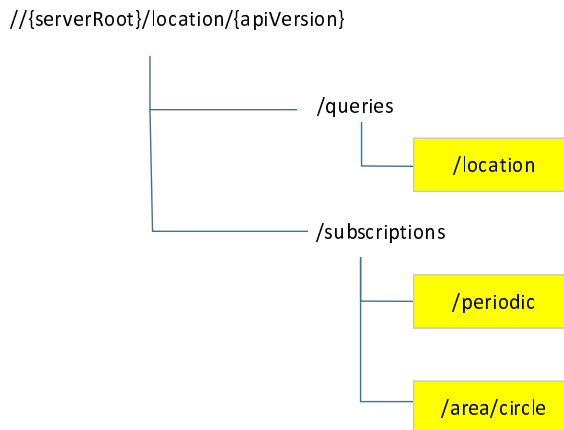 //{serverRoot}/location/{apiVersion}
/queries
/location
/subscriptions
/periodic
/area/circle